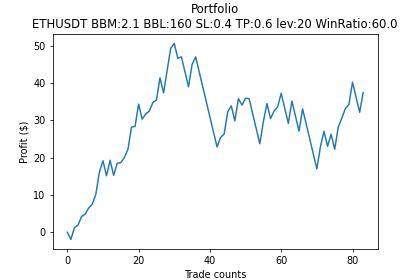 Portfolio
ETHUSDT BBM:2.1 BBL:160 SL:0.4 TP:0.6 lev:20 WinRatio:60.0
50
40
30
20
10
0
Profit ($)
0 20 40 60 80
Trade counts